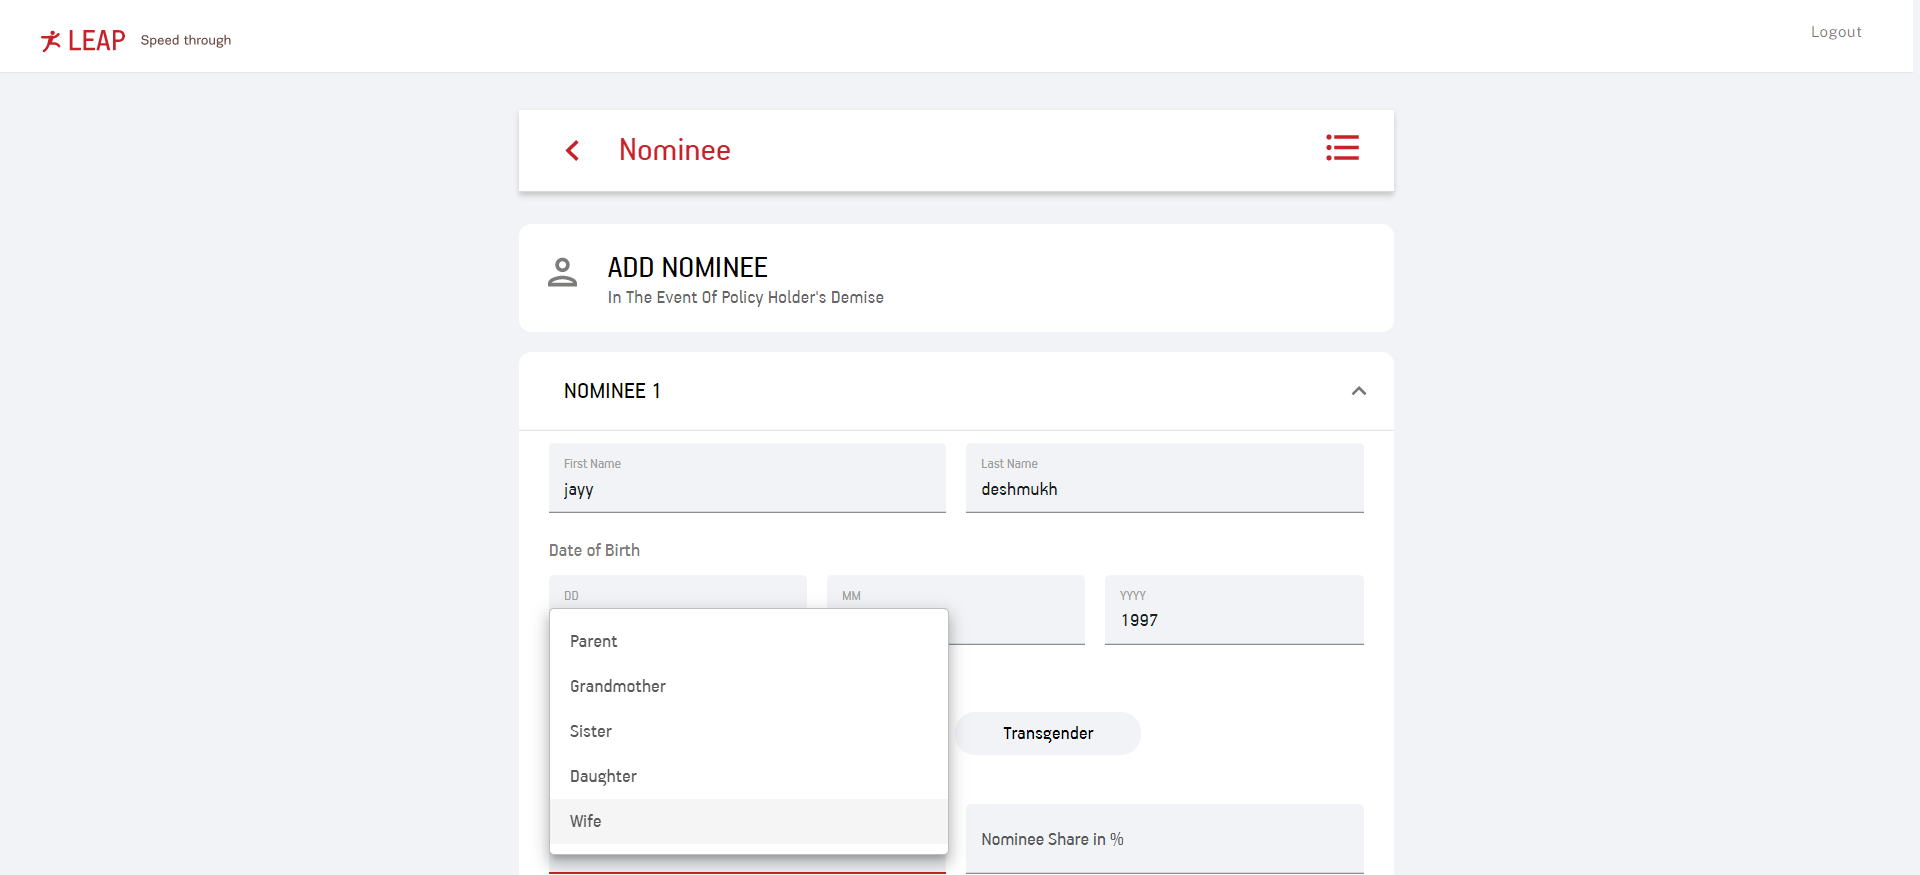 LEAP Speed through
Logout
Nominee
ADD NOMINEE
In The Event Of Policy Holder's Demise
NOMINEE 1
First Name
Last Name
jayy
deshmukh
Date of Birth
DD
MM
YYYY
1997
Parent
Grandmother
Sister
Transgender
Daughter
Wife
Nominee Share in %